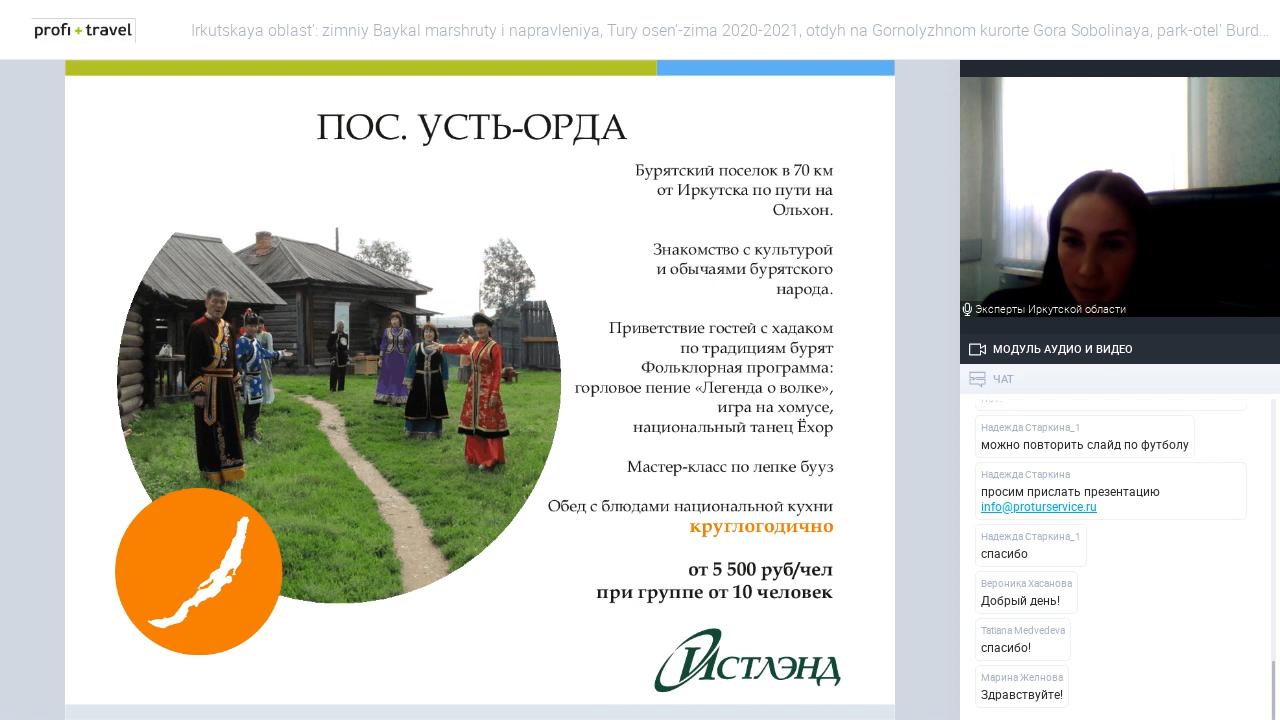 profi + travel
Irkutskaya oblast': zimniy Baykal marshruty i napravleniya, Tury osen'-zima 2020-2021, otdyh na Gornolyzhnom kurorte Gora Sobolinaya, park-otel' Burd...
ПОС. УСТЬ-ОРДА
Бурятский поселок в 70 км
от Иркутска по пути на
Ольхон.
Знакомство с культурой
и обычаями бурятского
народа.
Приветствие гостей с хадаком
по традициям бурят
Фольклорная программа:
горловое пение «Легенда о волке»,
игра на хомусе,
национальный танец Ёхор
Мастер-класс по лепке бууз
Обед с блюдами национальной кухни
круглогодично
от 5 500 руб/чел
при группе от 10 человек
Истлэнд
Эксперты Иркутской области
МОДУЛЬ АУДИО И ВИДЕО
ЧАТ
Надежда Старкина_1
можно повторить слайд по футболу
Надежда Старкина
просим прислать презентацию
info@proturservice.ru
Надежда Старкина_1
спасибо
Вероника Хасанова
Добрый день!
Tatiana Medvedeva
спасибо!
Марина Желнова
Здравствуйте!